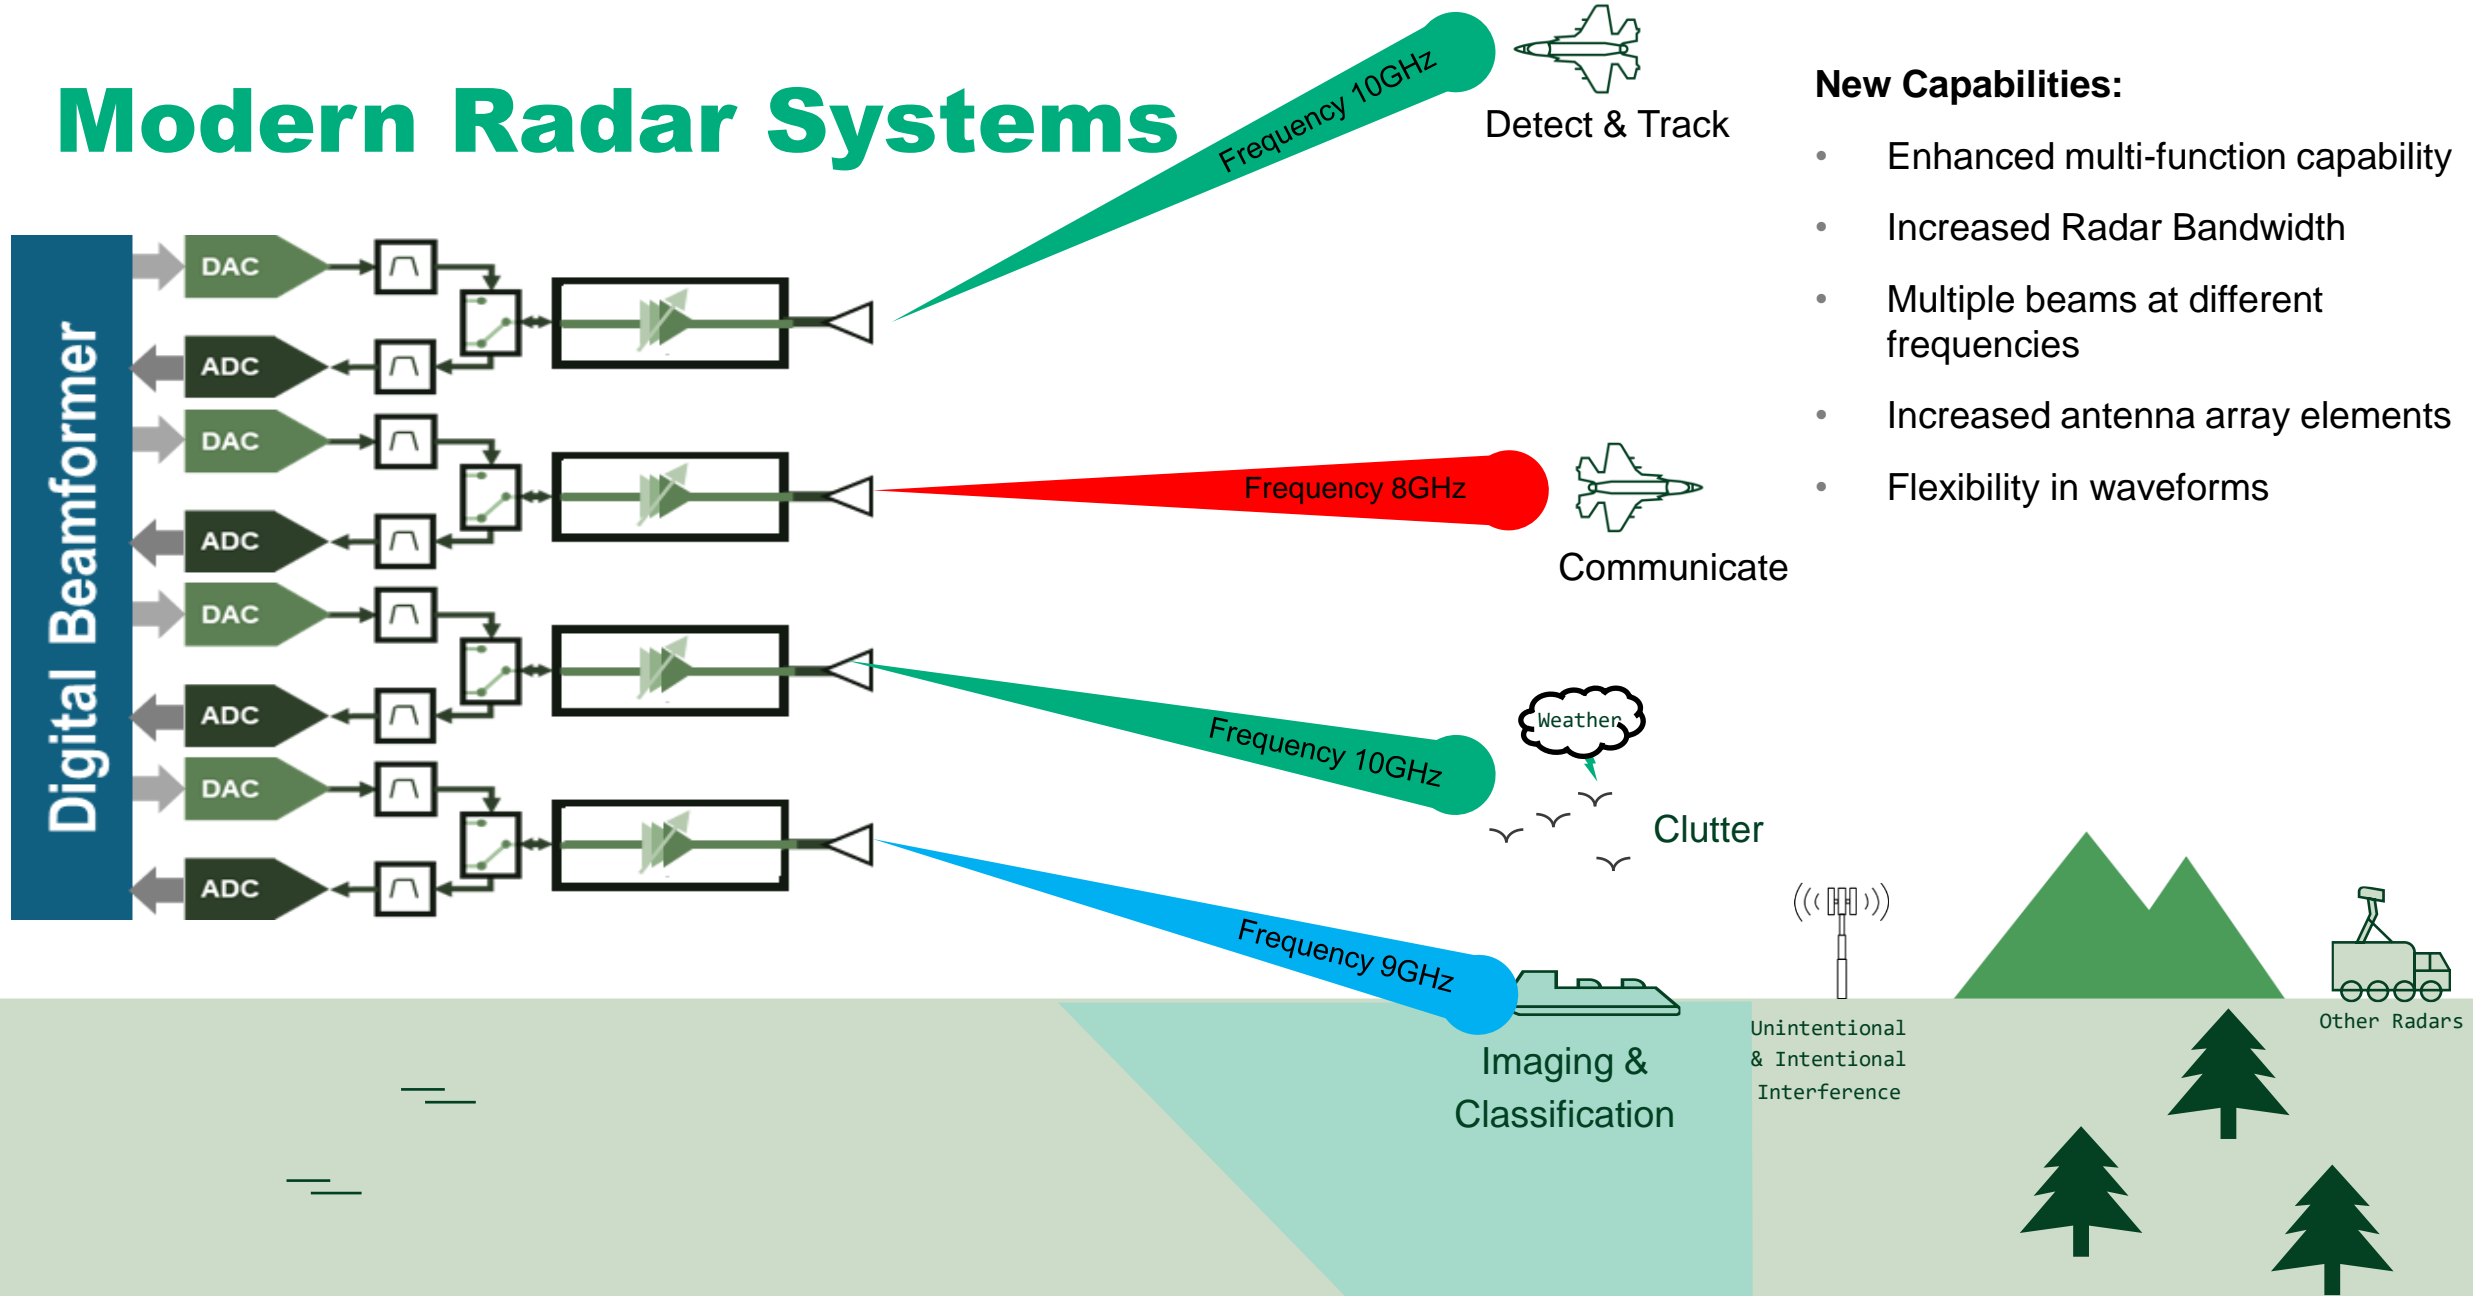 Modern Radar Systems
Digital Beamformer
DAC
ADC
DAC
ADC
DAC
ADC
DAC
ADC
Frequency 10GHz
Detect & Track
Frequency 8GHz
Communicate
Frequency 10GHz
Weather
Clutter
Frequency 9GHz
Imaging &
Classification
Unintentional
& Intentional
Interference
Other Radars
New Capabilities:
• Enhanced multi-function capability
• Increased Radar Bandwidth
• Multiple beams at different
frequencies
• Increased antenna array elements
• Flexibility in waveforms